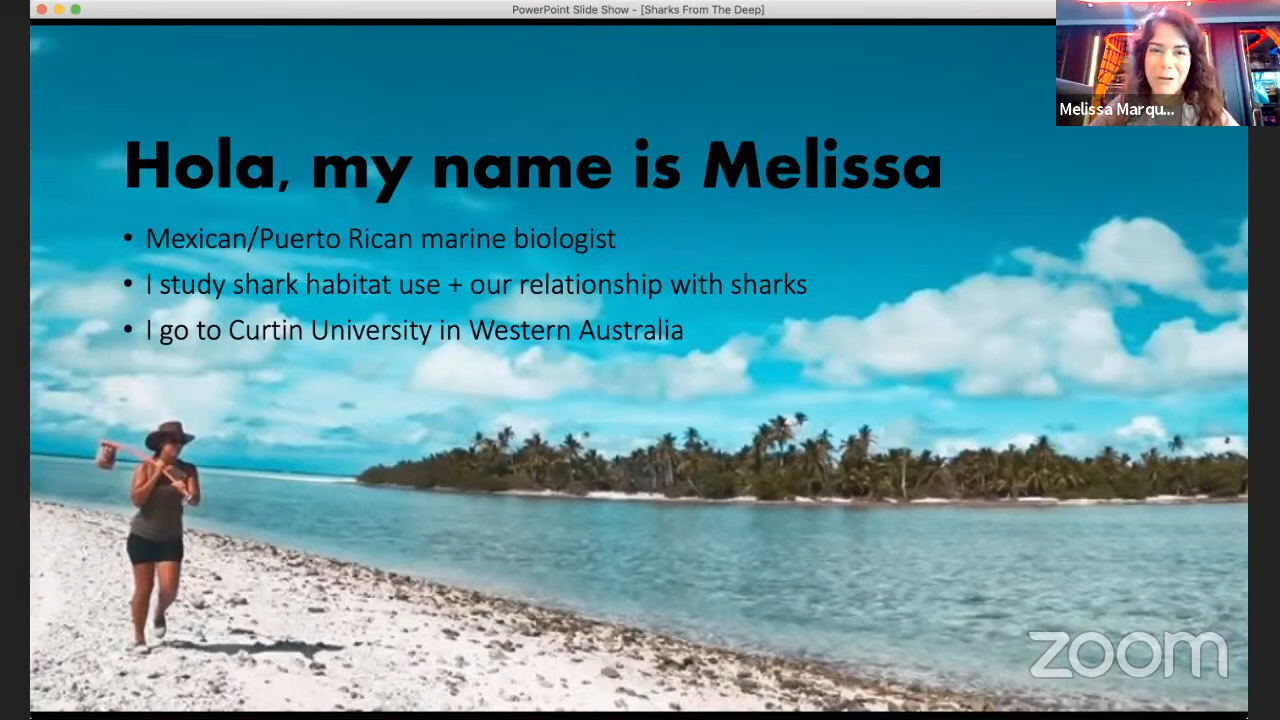 PowerPoint Slide Show - [Sharks From The Deep]
Melissa Marqu...
Hola, my name is Melissa
• Mexican/Puerto Rican marine biologist
• I study shark habitat use + our relationship with sharks
• I go to Curtin University in Western Australia
zoom